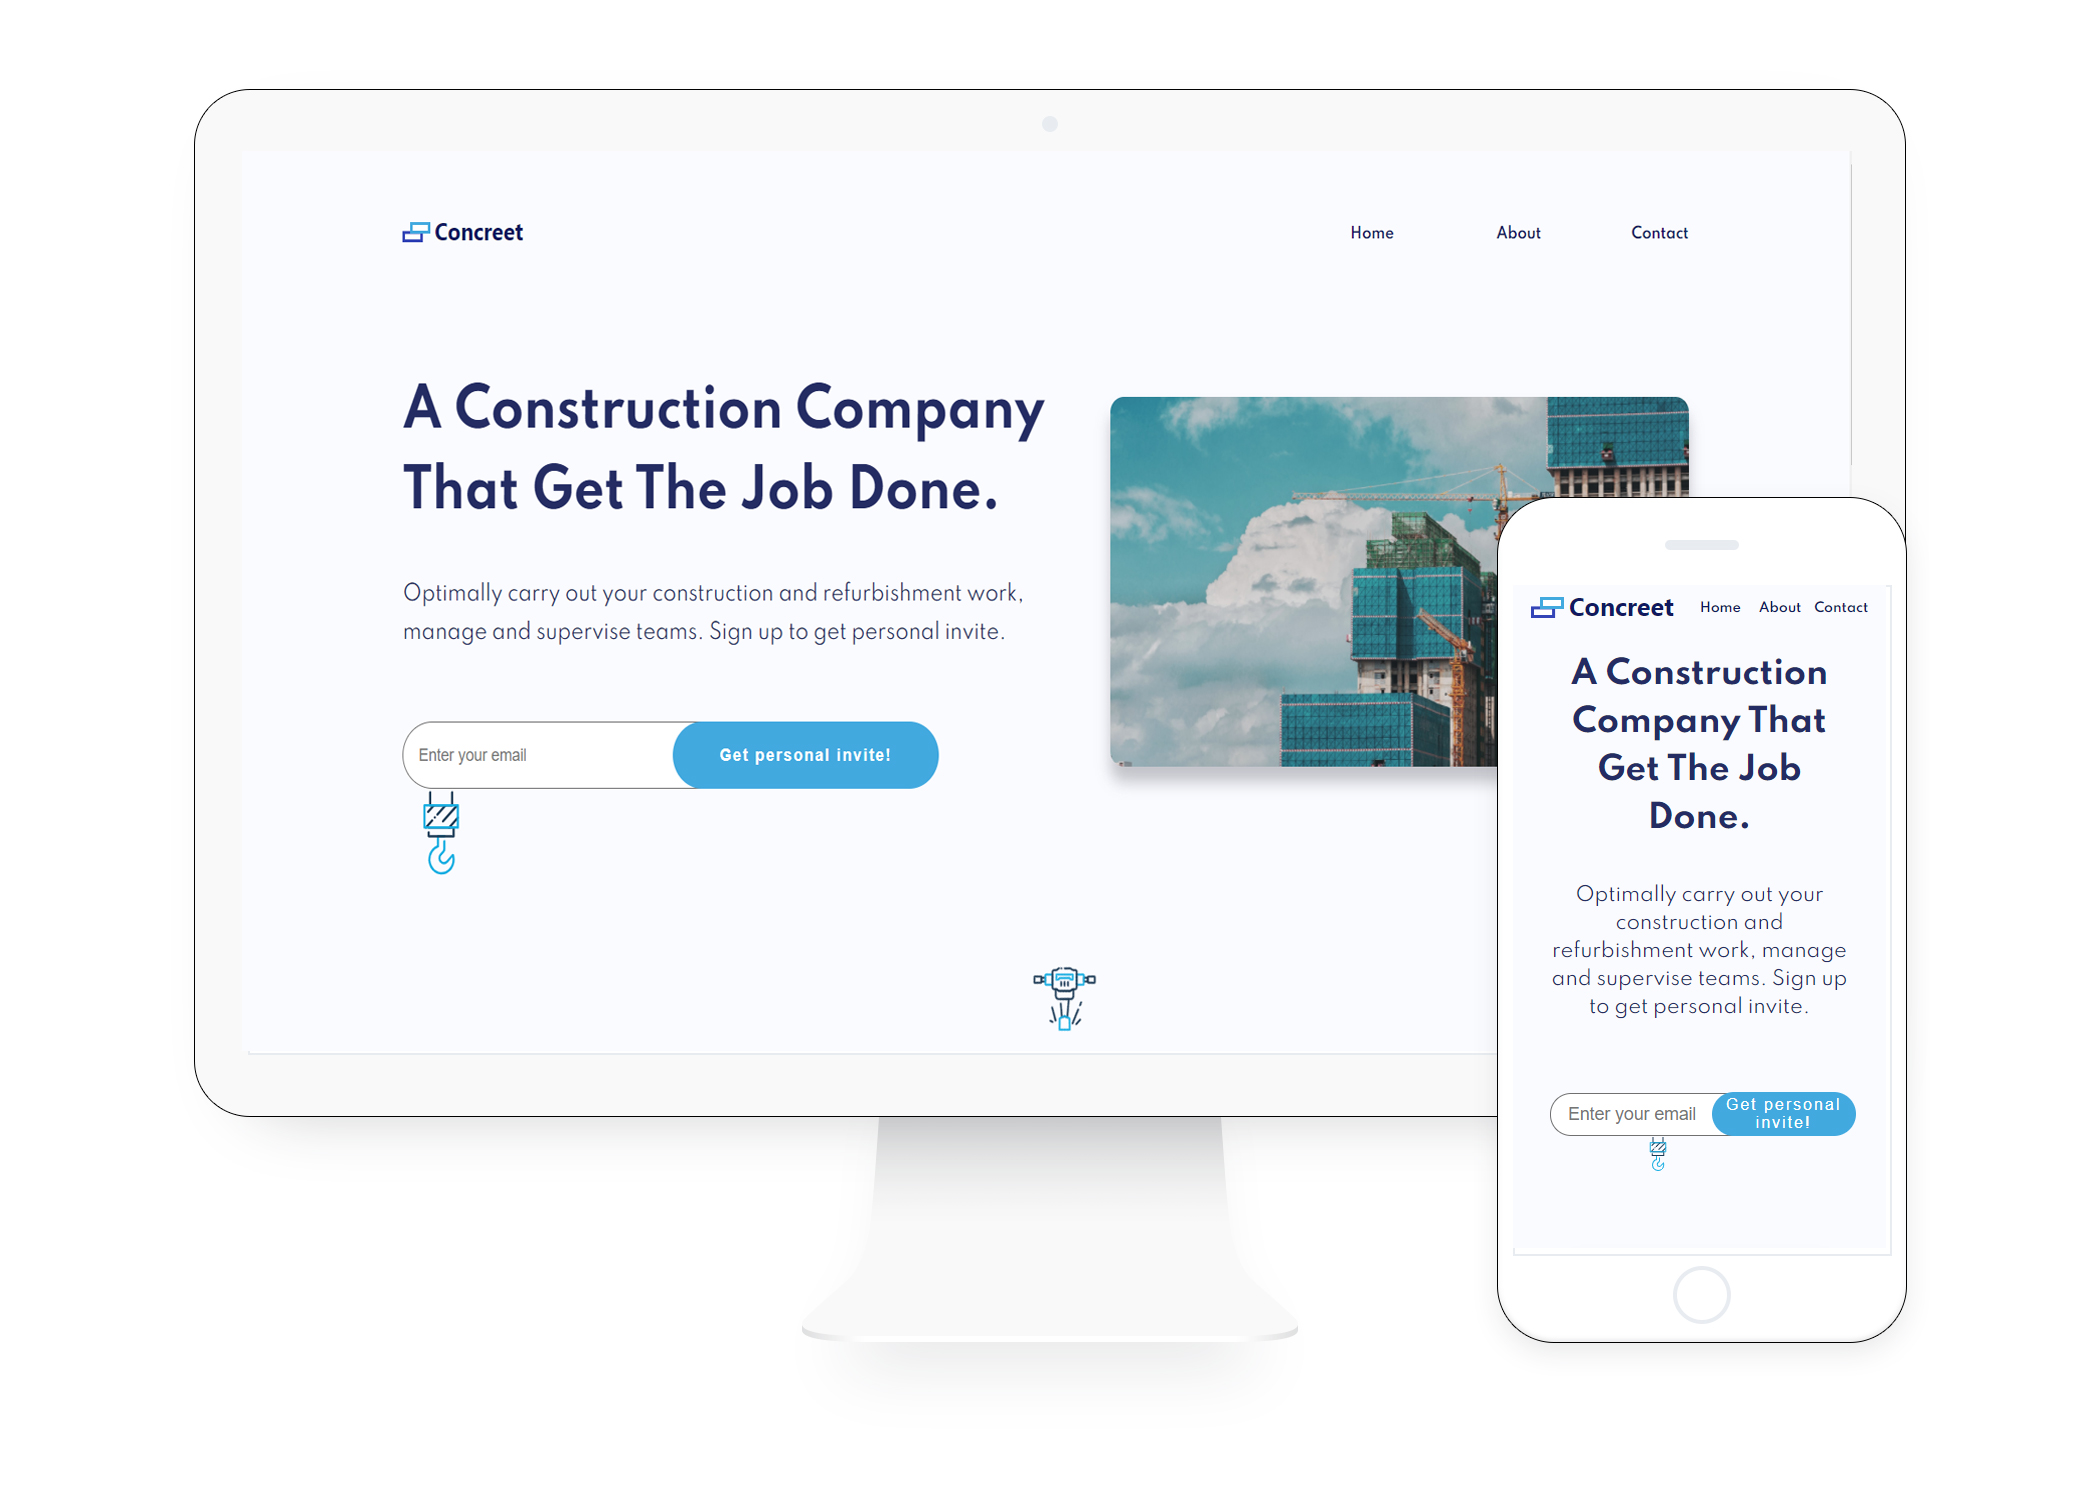 Concreet
Home About Contact
A Construction Company
That Get The Job Done.
Optimally carry out your construction and refurbishment work,
manage and supervise teams. Sign up to get personal invite.
Enter your email
Get personal invite!
Concreet
Home About Contact
A Construction
Company That
Get The Job
Done.
Optimally carry out your
construction and
refurbishment work, manage
and supervise teams. Sign up
to get personal invite.
Enter your email
Get personal
invite!